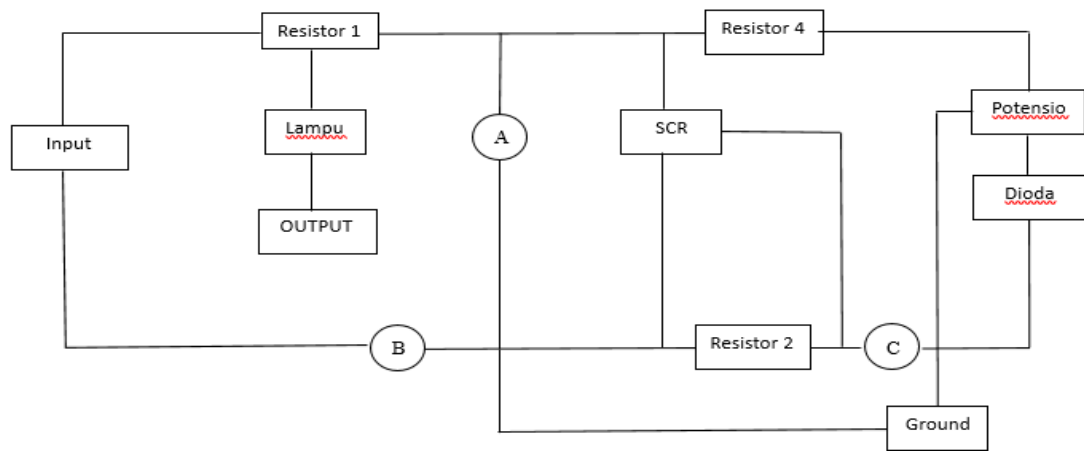 Resistor 1
Resistor 4
Input
Lampu
A
SCR
Potensio
Dioda
OUTPUT
B
Resistor 2
C
Ground